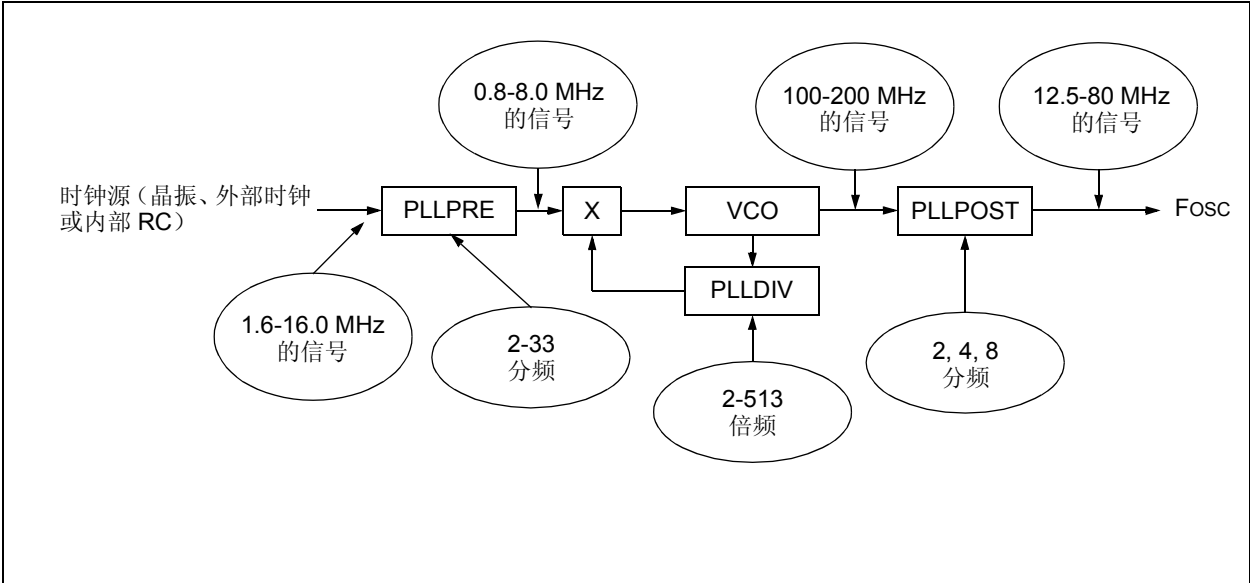 0.8-8.0 MHz
的信号
100-200 MHz
的信号
12.5-80 MHz
的信号
时钟源（晶振、外部时钟
或内部 RC）
PLLPRE
X
VCO
PLLPOST
FOSC
PLLDIV
1.6-16.0 MHz
的信号
2-33
分频
2-513
倍频
2, 4, 8
分频